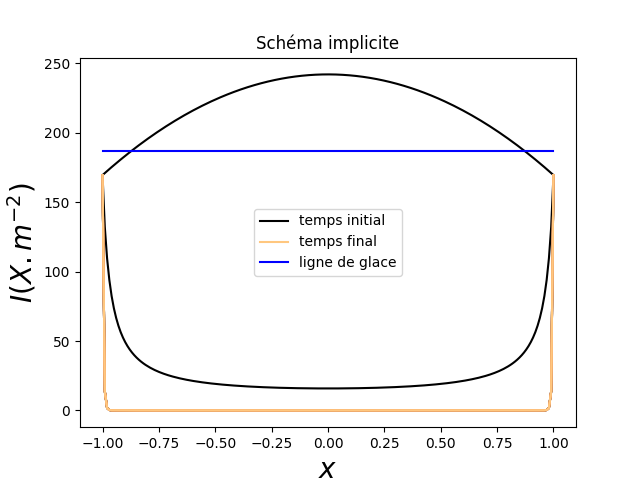 Schéma implicite
I(X.m⁻²)
250
200
150
100
50
0
temps initial
temps final
ligne de glace
−1.00 −0.75 −0.50 −0.25 0.00 0.25 0.50 0.75 1.00
x